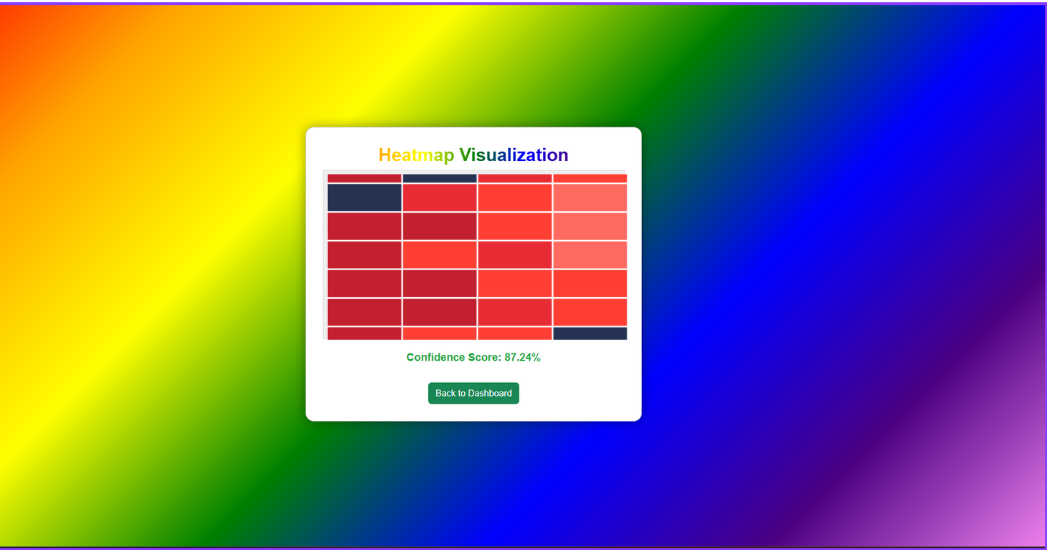 Heatmap Visualization
Confidence Score: 87.24%
Back to Dashboard